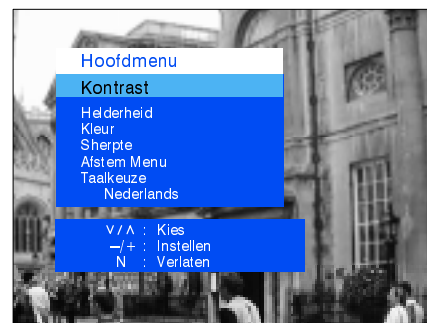 Hoofdmenu
Kontrast
Helderheid
Kleur
Sherpte
Afstem Menu
Taalkeuze
Nederlands
∨/∧ : Kies
−/+ : Instellen
N : Verlaten